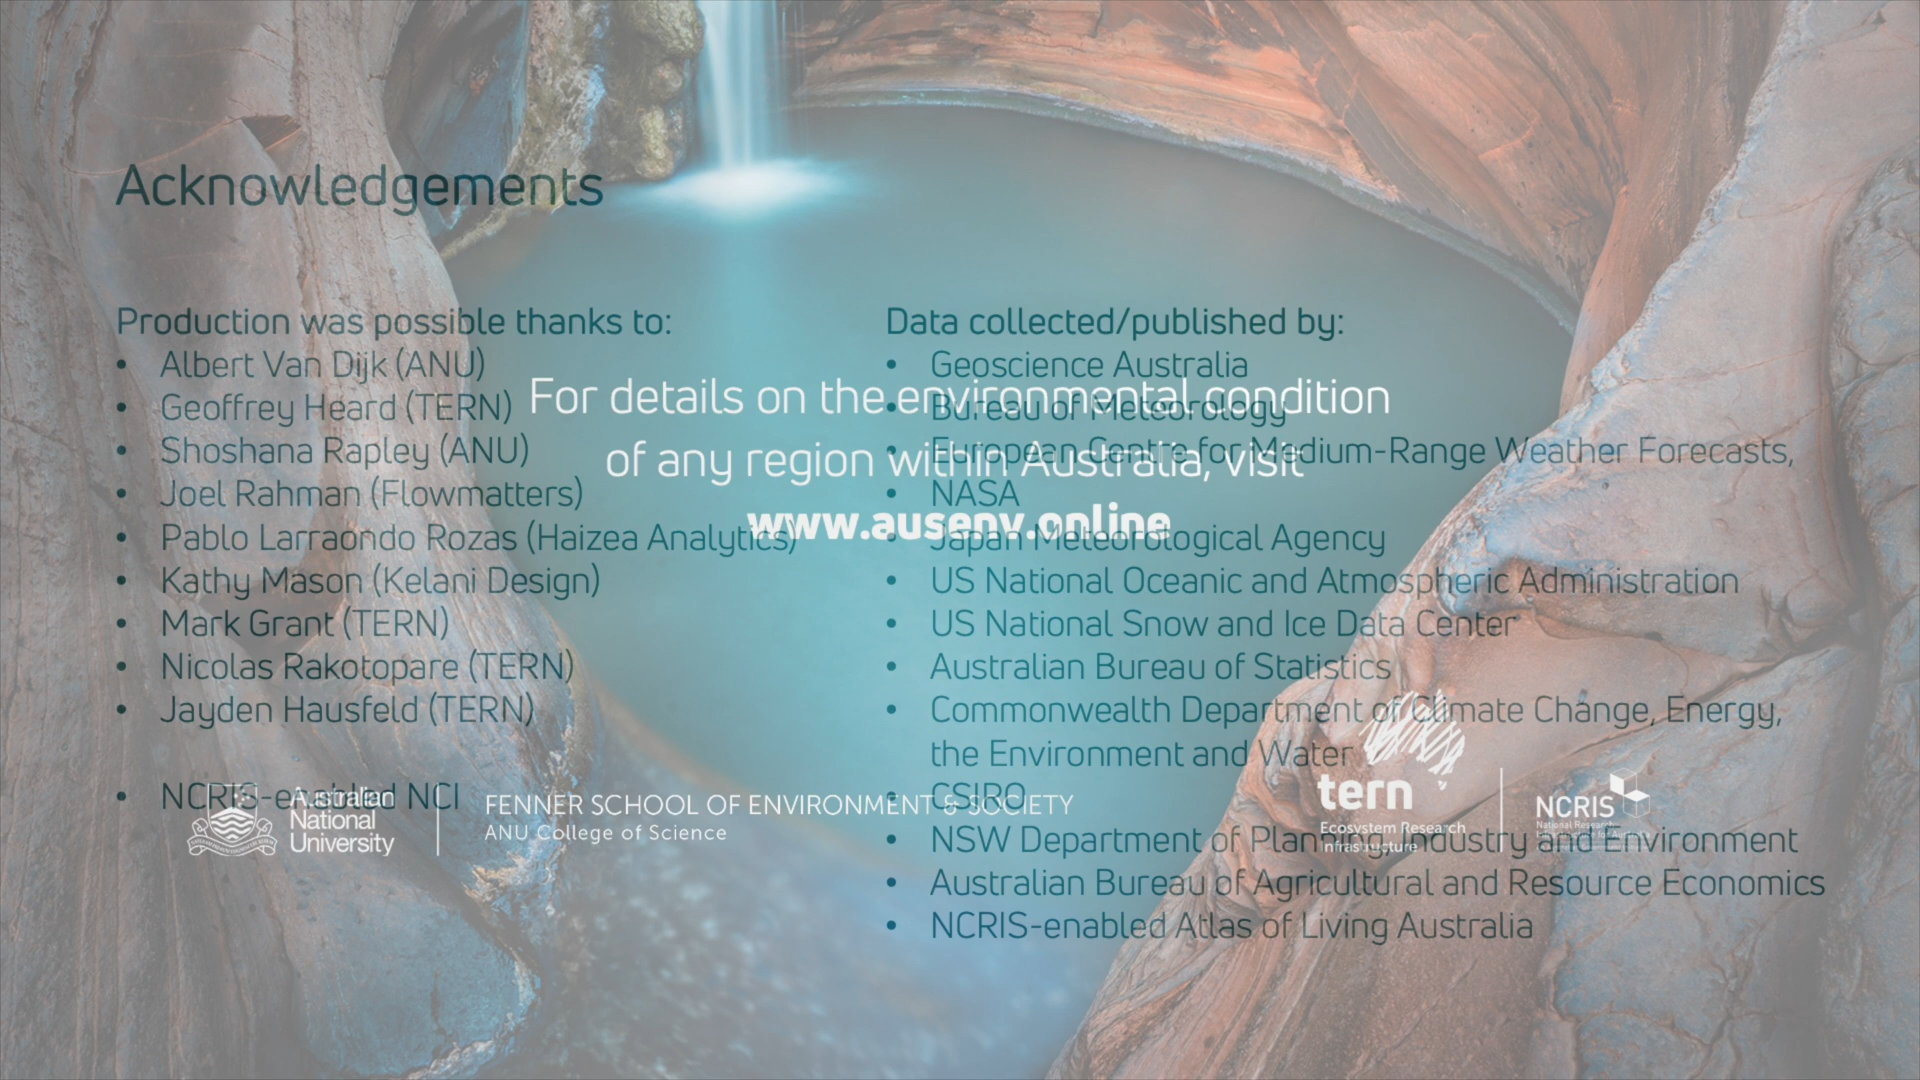 Acknowledgements
Production was possible thanks to:
• Albert Van Dijk (ANU)
• Geoffrey Heard (TERN)
• Shoshana Rapley (ANU)
• Joel Rahman (Flowmatters)
• Pablo Larraondo Rozas (Haizea Analytics)
• Kathy Mason (Kelani Design)
• Mark Grant (TERN)
• Nicolas Rakotopare (TERN)
• Jayden Hausfeld (TERN)
• NCRIS-enabled NCI
Data collected/published by:
• Geoscience Australia
• Bureau of Meteorology
• European Centre for Medium-Range Weather Forecasts,
• NASA
• Japan Meteorological Agency
• US National Oceanic and Atmospheric Administration
• US National Snow and Ice Data Center
• Australian Bureau of Statistics
• Commonwealth Department of Climate Change, Energy,
the Environment and Water
• CSIRO
• NSW Department of Planning, Industry and Environment
• Australian Bureau of Agricultural and Resource Economics
• NCRIS-enabled Atlas of Living Australia
For details on the environmental condition
of any region within Australia, visit
www.ausenv.online
Australian
National
University
FENNER SCHOOL OF ENVIRONMENT & SOCIETY
ANU College of Science
tern
Ecosystem Research
Infrastructure
NCRIS
National Research